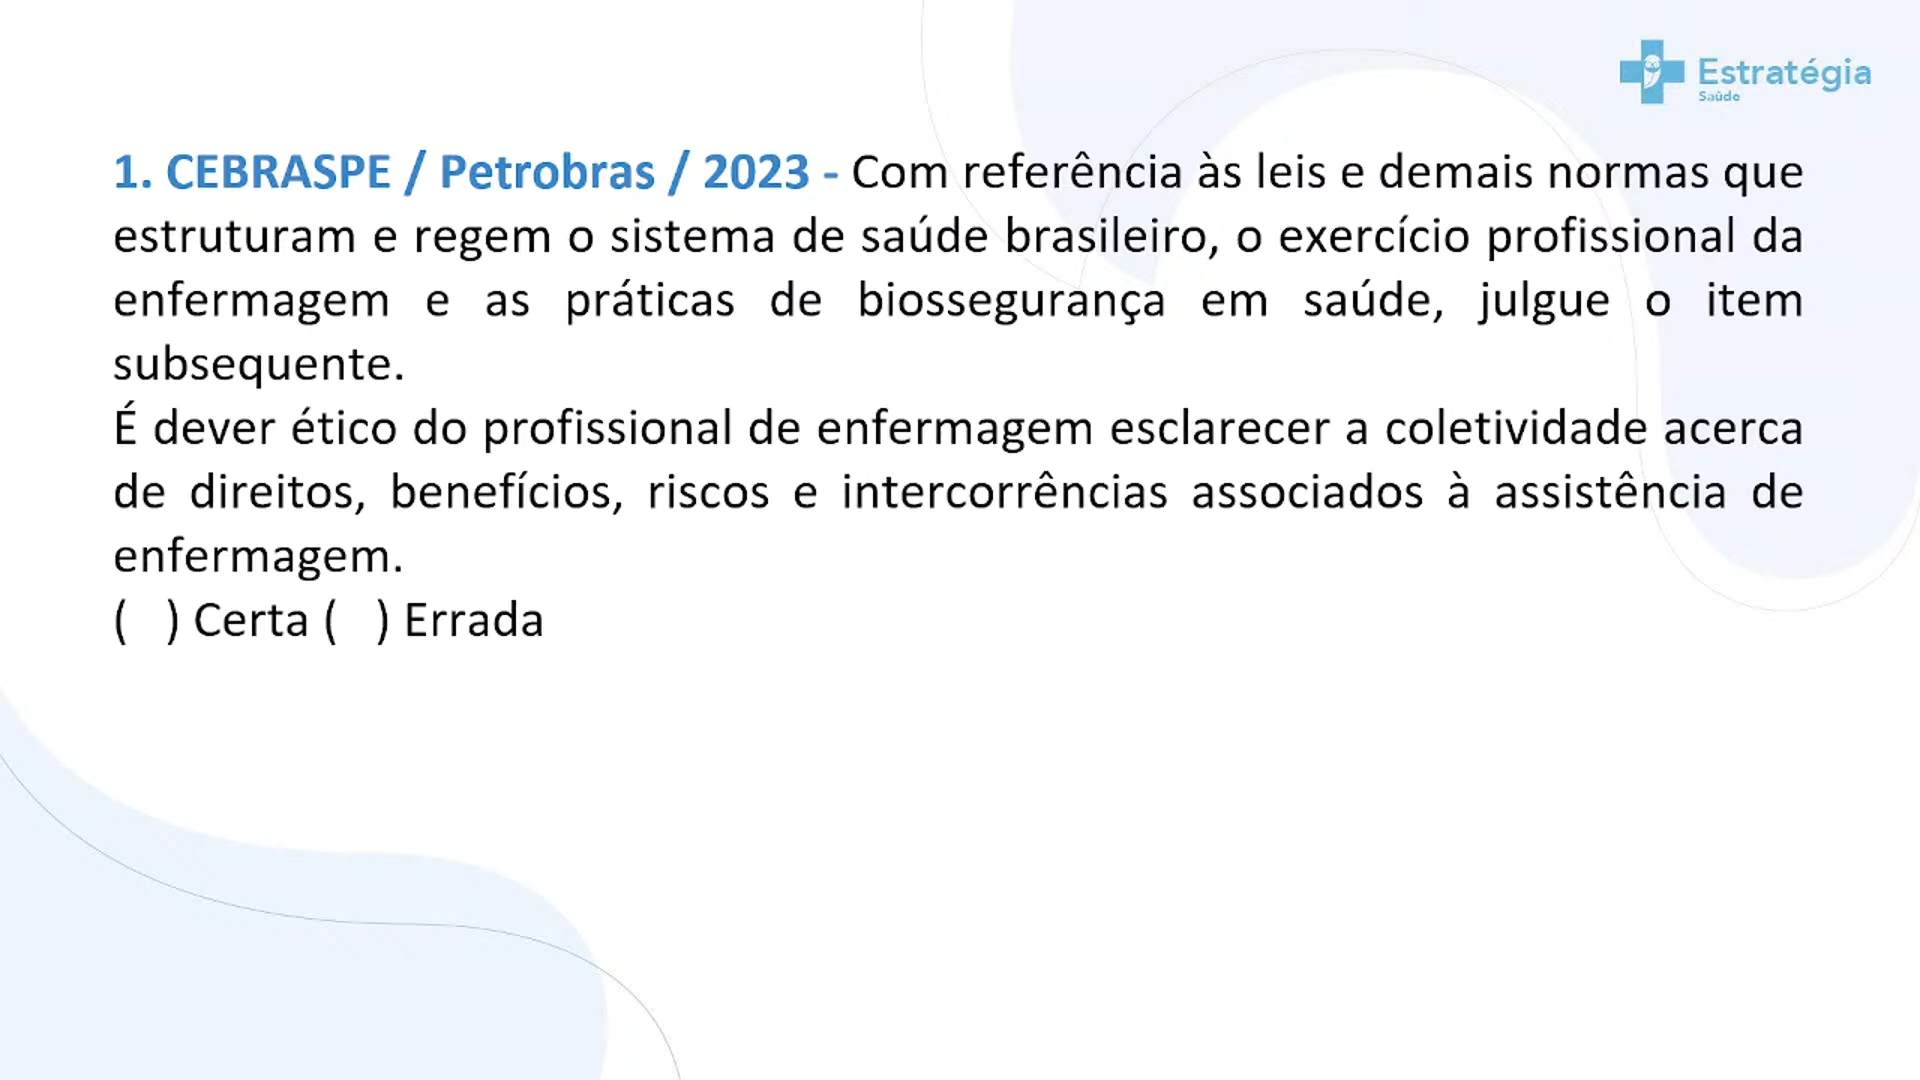 Estratégia
Saúde
1. CEBRASPE / Petrobras / 2023 - Com referência às leis e demais normas que
estruturam e regem o sistema de saúde brasileiro, o exercício profissional da
enfermagem e as práticas de biossegurança em saúde, julgue o item
subsequente.
É dever ético do profissional de enfermagem esclarecer a coletividade acerca
de direitos, benefícios, riscos e intercorrências associados à assistência de
enfermagem.
(   ) Certa (   ) Errada